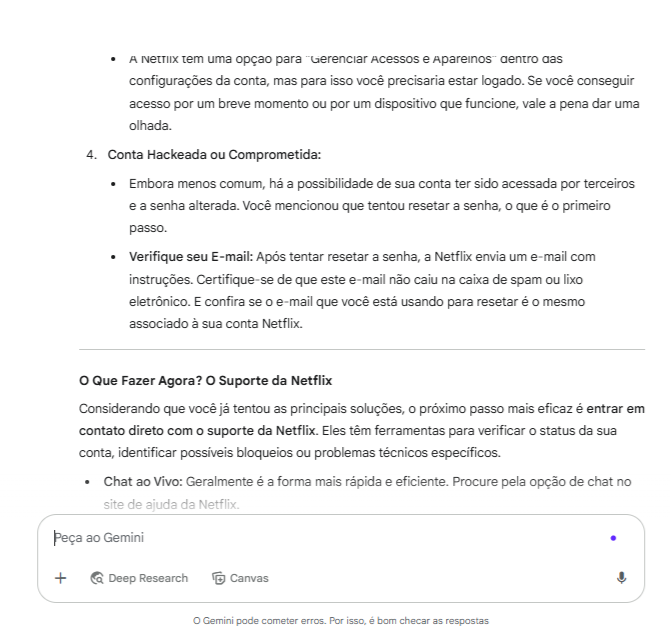 • A Netflix tem uma opção para "Gerenciar Acessos e Aparelhos" dentro das
configurações da conta, mas para isso você precisaria estar logado. Se você conseguir
acesso por um breve momento ou por um dispositivo que funcione, vale a pena dar uma
olhada.
4. Conta Hackeada ou Comprometida:
• Embora menos comum, há a possibilidade de sua conta ter sido acessada por terceiros
e a senha alterada. Você mencionou que tentou resetar a senha, o que é o primeiro
passo.
• Verifique seu E-mail: Após tentar resetar a senha, a Netflix envia um e-mail com
instruções. Certifique-se de que este e-mail não caiu na caixa de spam ou lixo
eletrônico. E confira se o e-mail que você está usando para resetar é o mesmo
associado à sua conta Netflix.
O Que Fazer Agora? O Suporte da Netflix
Considerando que você já tentou as principais soluções, o próximo passo mais eficaz é entrar em
contato direto com o suporte da Netflix. Eles têm ferramentas para verificar o status da sua
conta, identificar possíveis bloqueios ou problemas técnicos específicos.
• Chat ao Vivo: Geralmente é a forma mais rápida e eficiente. Procure pela opção de chat no
site de ajuda da Netflix.
Peça ao Gemini
Deep Research Canvas
O Gemini pode cometer erros. Por isso, é bom checar as respostas